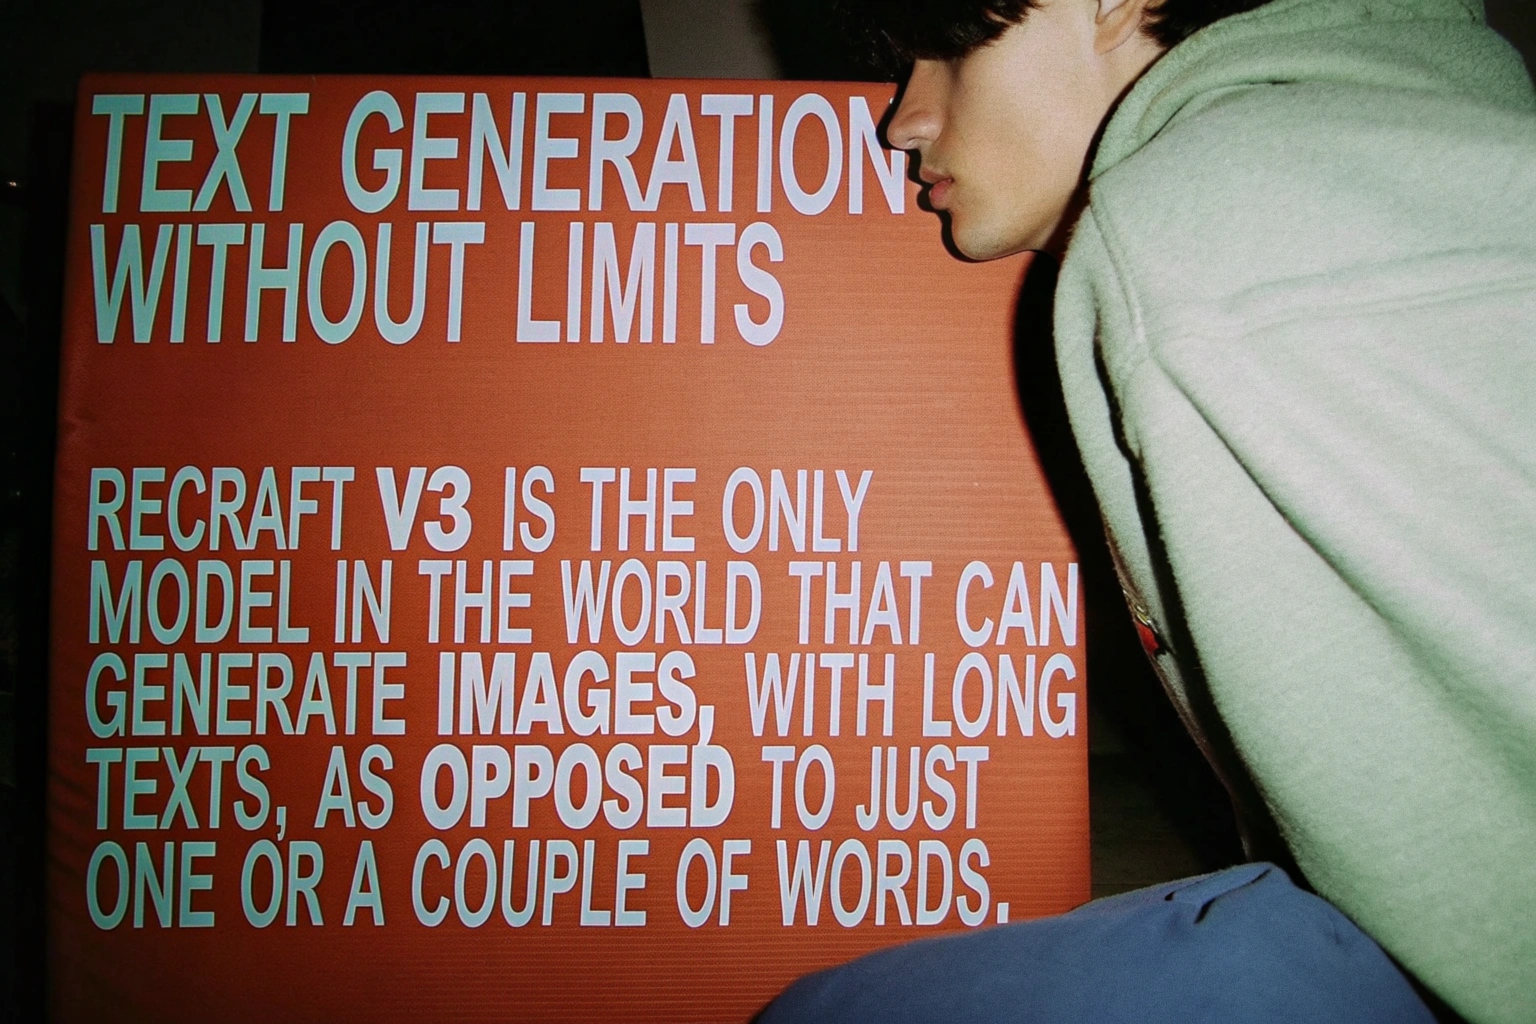 TEXT GENERATION
WITHOUT LIMITS
RECRAFT V3 IS THE ONLY
MODEL IN THE WORLD THAT CAN
GENERATE IMAGES, WITH LONG
TEXTS, AS OPPOSED TO JUST
ONE OR A COUPLE OF WORDS.